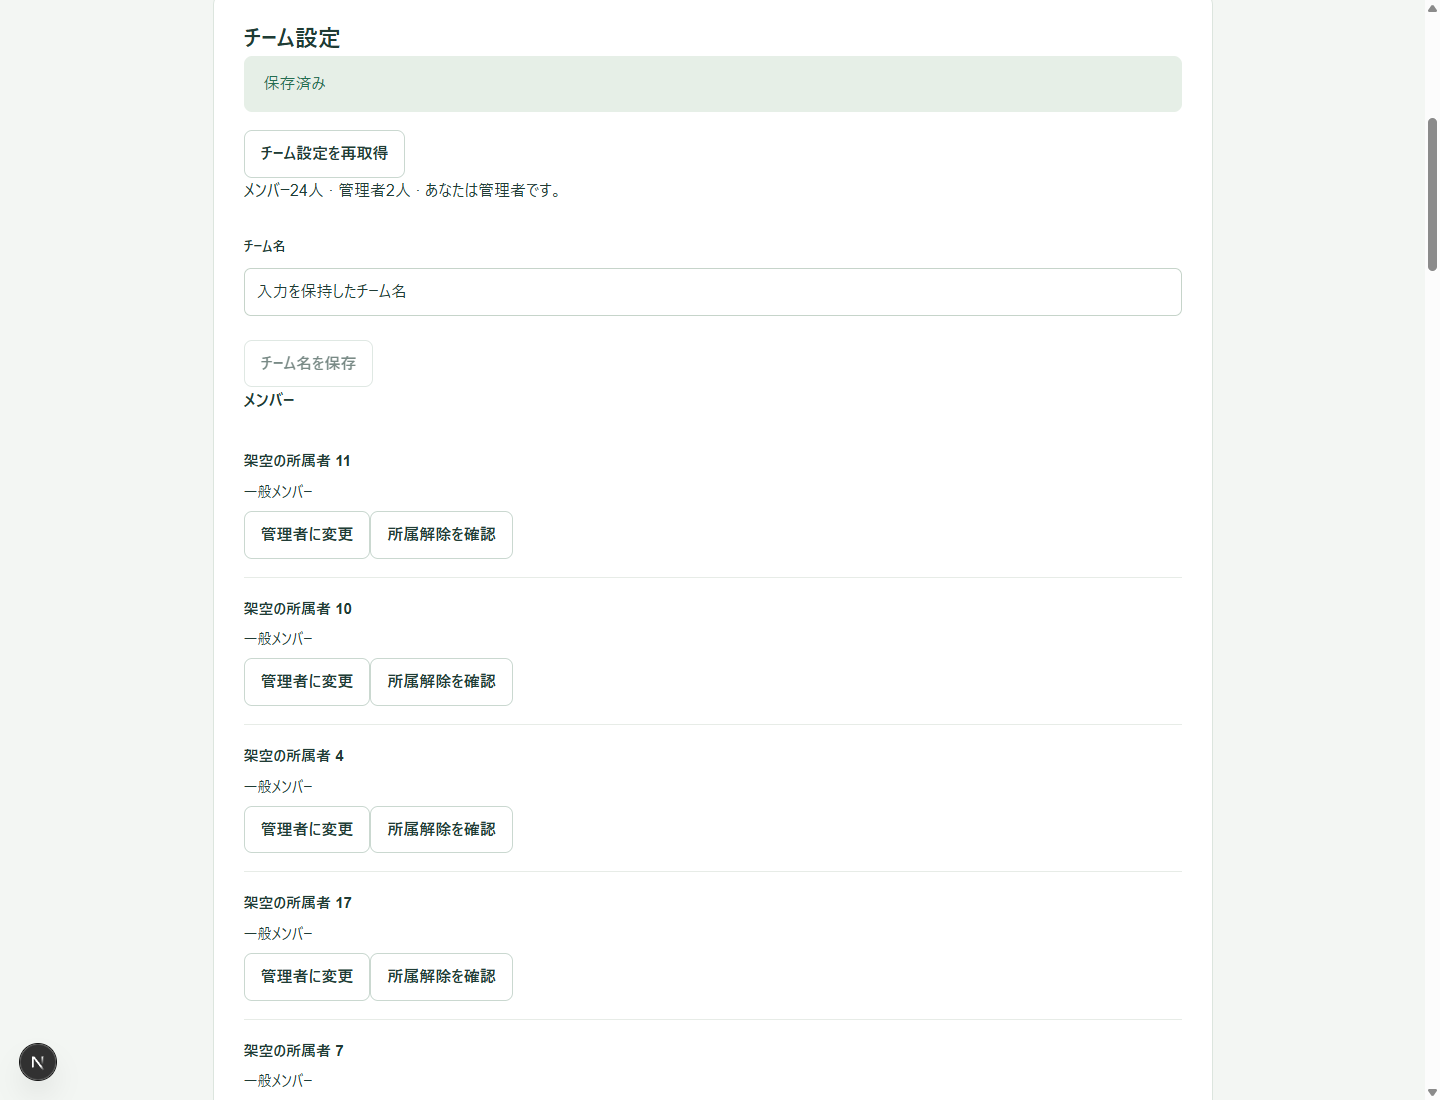 チーム設定
保存済み
チーム設定を再取得
メンバー24人 · 管理者2人 · あなたは管理者です。
チーム名
入力を保持したチーム名
チーム名を保存
メンバー
架空の所属者 11
一般メンバー
管理者に変更 所属解除を確認
架空の所属者 10
一般メンバー
管理者に変更 所属解除を確認
架空の所属者 4
一般メンバー
管理者に変更 所属解除を確認
架空の所属者 17
一般メンバー
管理者に変更 所属解除を確認
架空の所属者 7
一般メンバー
N